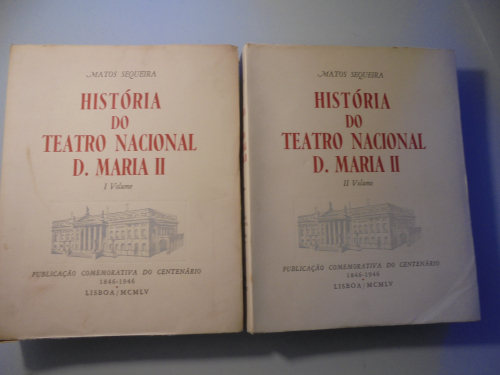 MATOS SEQUEIRA
HISTÓRIA
DO
TEATRO NACIONAL
D. MARIA II
I Volume
PUBLICAÇÃO COMEMORATIVA DO CENTENÁRIO
1846-1946
LISBOA / MCMLV
MATOS SEQUEIRA
HISTÓRIA
DO
TEATRO NACIONAL
D. MARIA II
II Volume
PUBLICAÇÃO COMEMORATIVA DO CENTENÁRIO
1846-1946
LISBOA / MCMLV